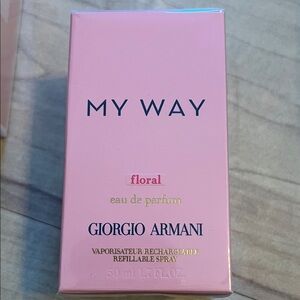 MY WAY
floral
eau de parfum
GIORGIO ARMANI
VAPORISATEUR RECHARGEABLE
REFILLABLE SPRAY